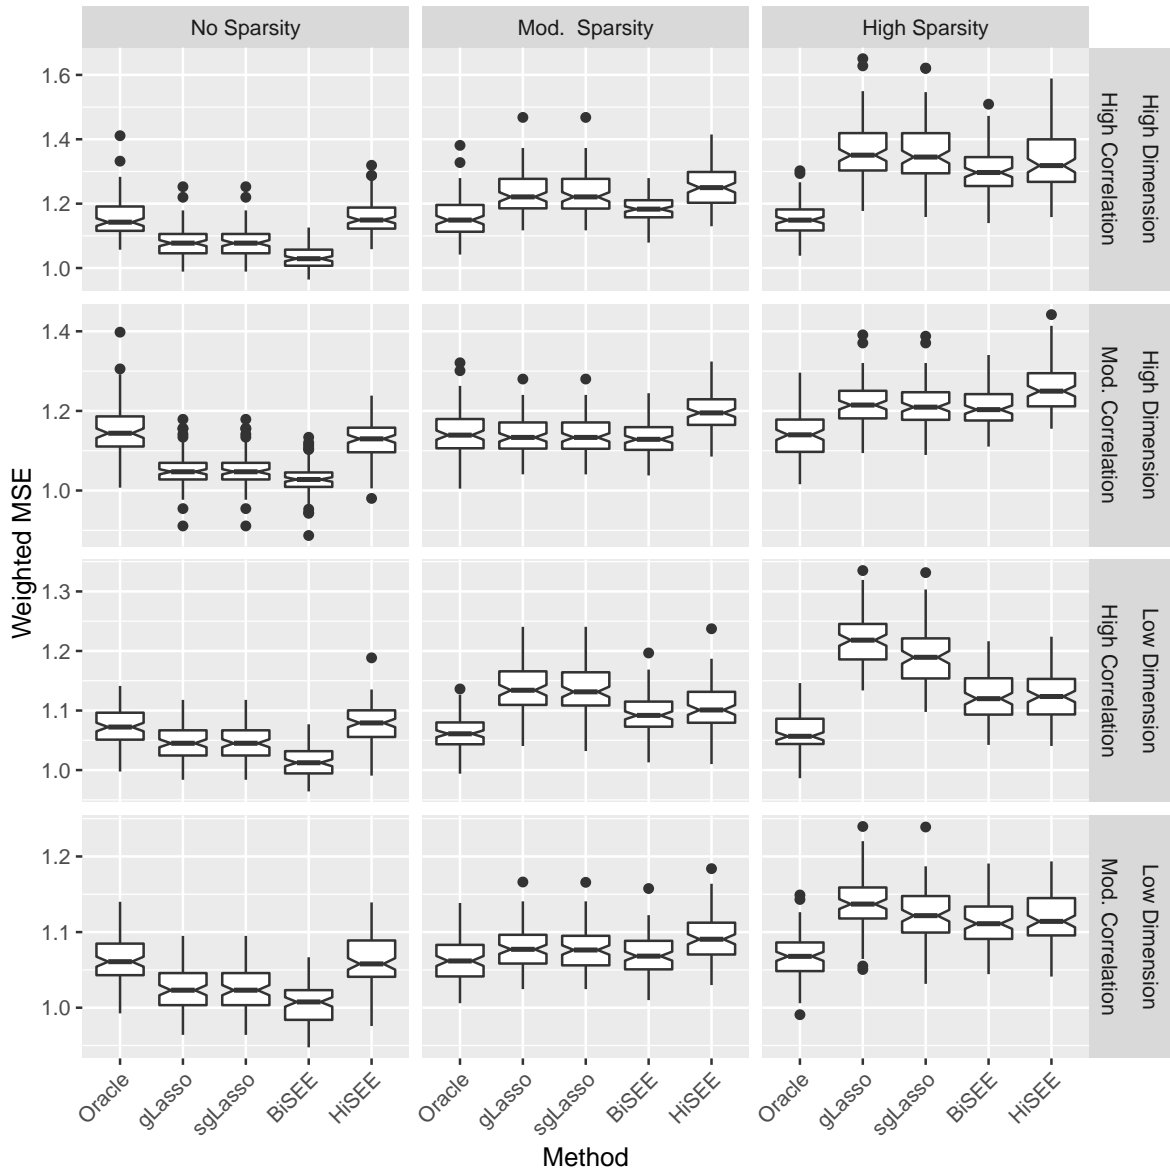 No Sparsity
Mod.  Sparsity
High Sparsity
1.6
1.4
1.2
1.0
High Dimension
High Correlation
1.4
1.2
1.0
High Dimension
Mod. Correlation
1.3
1.2
1.1
1.0
Low Dimension
High Correlation
1.2
1.1
1.0
Low Dimension
Mod. Correlation
Weighted MSE
Oracle
gLasso
sgLasso
BiSEE
HiSEE
Oracle
gLasso
sgLasso
BiSEE
HiSEE
Oracle
gLasso
sgLasso
BiSEE
HiSEE
Method